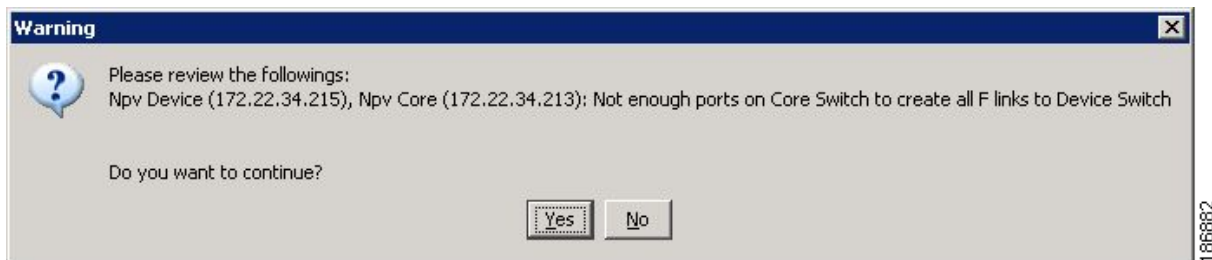 Warning
Please review the followings:
Npv Device (172.22.34.215), Npv Core (172.22.34.213): Not enough ports on Core Switch to create all F links to Device Switch
Do you want to continue?
Yes
No
186882